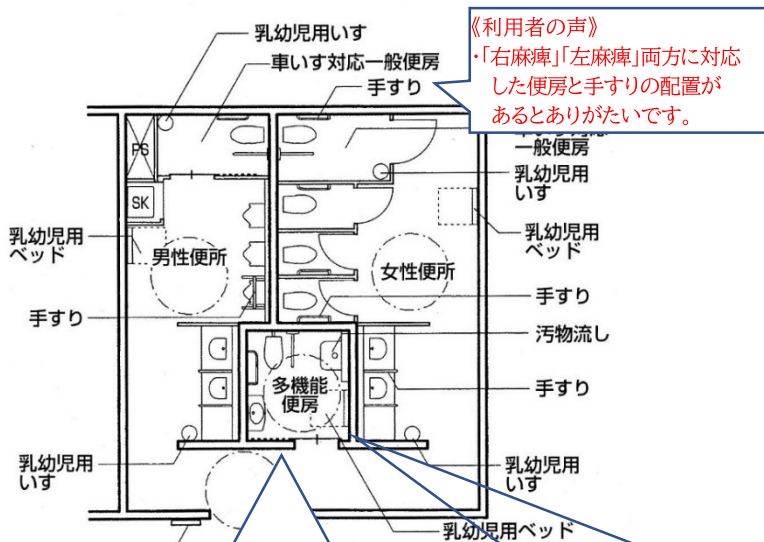 乳幼児用いす
車いす対応一般便房
手すり
《利用者の声》
・「右麻痺」「左麻痺」両方に対応
した便房と手すりの配置が
あるとありがたいです。
PS
一般便房
乳幼児用
いす
SK
乳幼児用
ベッド
男性便所
女性便所
乳幼児用
ベッド
手すり
手すり
汚物流し
多機能
便房
手すり
乳幼児用
いす
乳幼児用
いす
乳幼児用ベッド